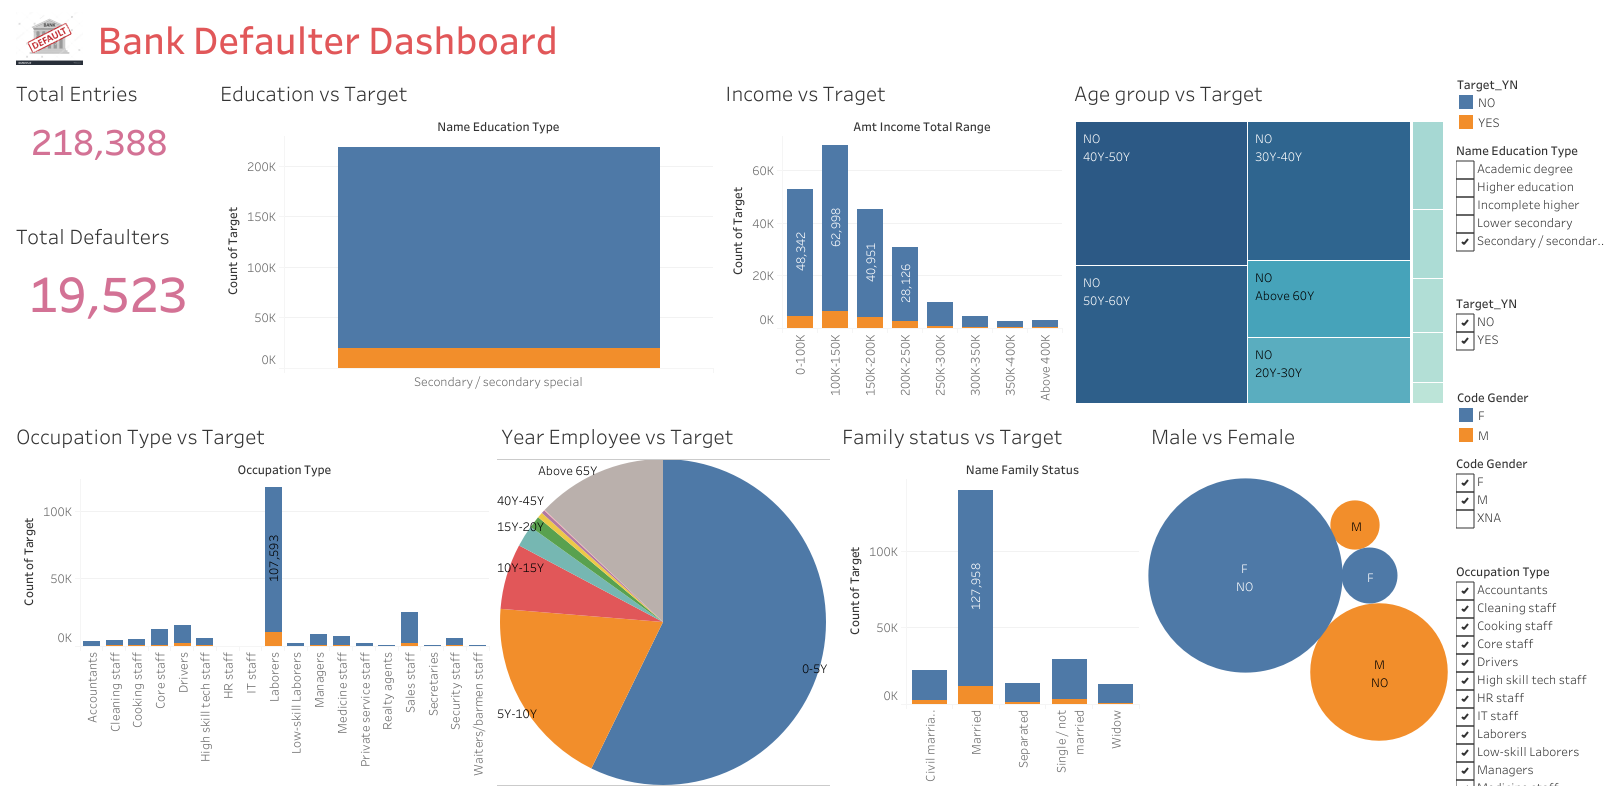 BANK
DEFAULT
Bank Defaulter Dashboard
Total Entries
218,388
Total Defaulters
19,523
Education vs Target
Name Education Type
Count of Target
200K
150K
100K
50K
0K
Secondary / secondary special
Income vs Traget
Amt Income Total Range
Count of Target
60K
40K
20K
0K
48,342
62,998
40,951
28,126
0-100K
100K-150K
150K-200K
200K-250K
250K-300K
300K-350K
350K-400K
Above 400K
Age group vs Target
NO
40Y-50Y
NO
30Y-40Y
NO
50Y-60Y
NO
Above 60Y
NO
20Y-30Y
Target_YN
NO
YES
Name Education Type
Academic degree
Higher education
Incomplete higher
Lower secondary
Secondary / secondar..
Target_YN
NO
YES
Code Gender
F
M
Code Gender
F
M
XNA
Occupation Type
Accountants
Cleaning staff
Cooking staff
Core staff
Drivers
High skill tech staff
HR staff
IT staff
Laborers
Low-skill Laborers
Managers
Medicine staff
Occupation Type vs Target
Occupation Type
Count of Target
100K
50K
0K
107,593
Accountants
Cleaning staff
Cooking staff
Core staff
Drivers
High skill tech staff
HR staff
IT staff
Laborers
Low-skill Laborers
Managers
Medicine staff
Private service staff
Realty agents
Sales staff
Secretaries
Security staff
Waiters/barmen staff
Year Employee vs Target
Above 65Y
40Y-45Y
15Y-20Y
10Y-15Y
5Y-10Y
0-5Y
Family status vs Target
Name Family Status
Count of Target
100K
50K
0K
127,958
Civil marria..
Married
Separated
Single / not
married
Widow
Male vs Female
F
NO
M
F
M
NO